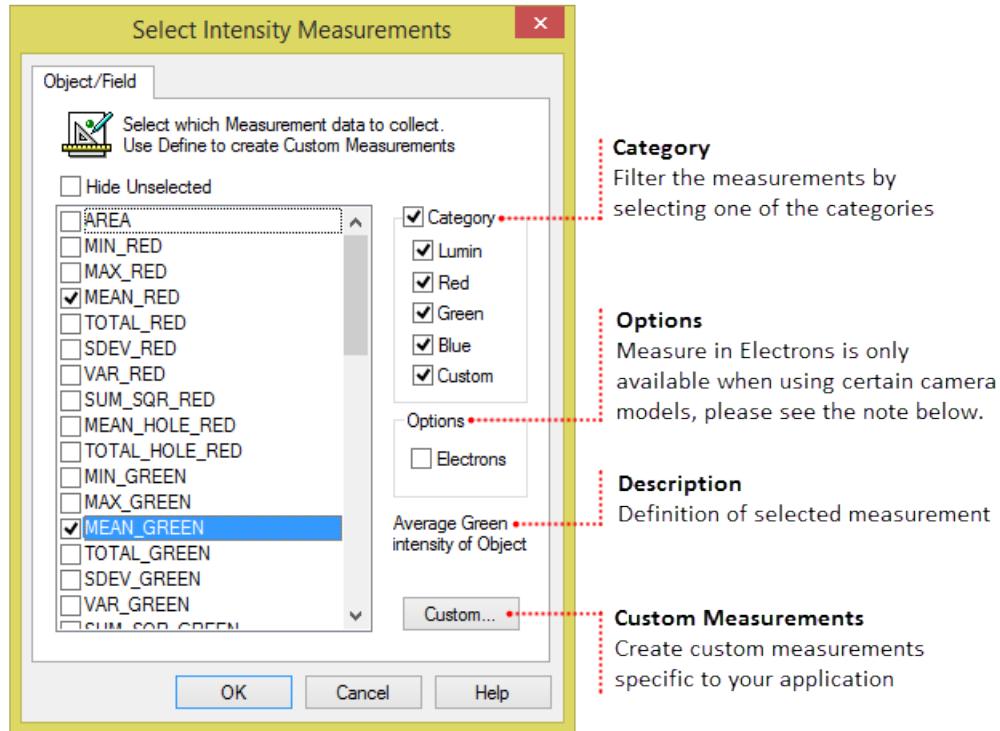 Select Intensity Measurements
Object/Field
Select which Measurement data to collect.
Use Define to create Custom Measurements
Hide Unselected
AREA
MIN_RED
MAX_RED
MEAN_RED
TOTAL_RED
SDEV_RED
VAR_RED
SUM_SQR_RED
MEAN_HOLE_RED
TOTAL_HOLE_RED
MIN_GREEN
MAX_GREEN
MEAN_GREEN
TOTAL_GREEN
SDEV_GREEN
VAR_GREEN
SUM_SQR_GREEN
Category
Lumin
Red
Green
Blue
Custom
Options
Electrons
Average Green
intensity of Object
Custom...
OK
Cancel
Help
Category
Filter the measurements by
selecting one of the categories
Options
Measure in Electrons is only
available when using certain camera
models, please see the note below.
Description
Definition of selected measurement
Custom Measurements
Create custom measurements
specific to your application